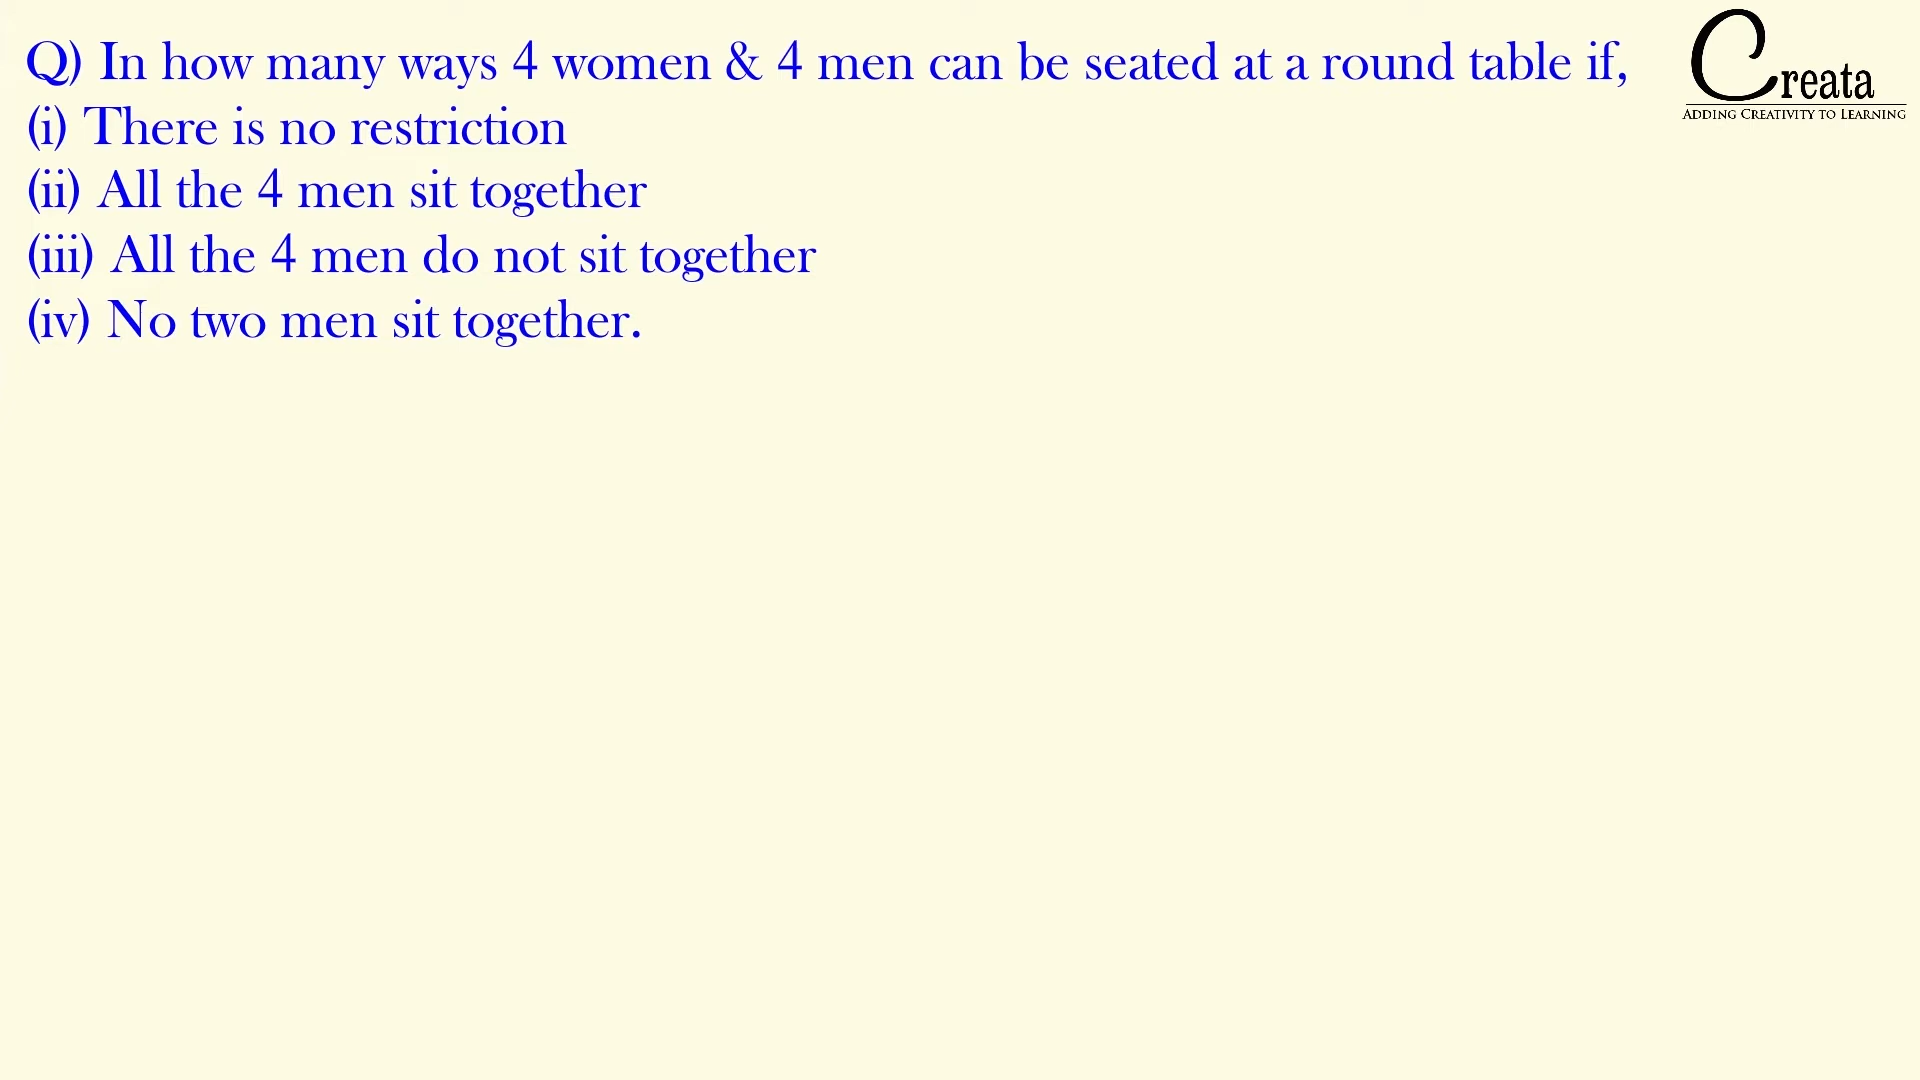 Q) In how many ways 4 women & 4 men can be seated at a round table if,
(i) There is no restriction
(ii) All the 4 men sit together
(iii) All the 4 men do not sit together
(iv) No two men sit together.
Creata
ADDING CREATIVITY TO LEARNING